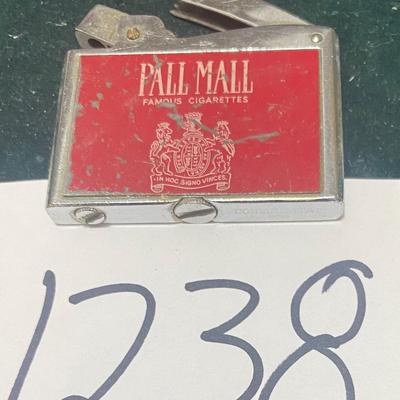 PALL MALL
FAMOUS CIGARETTES
IN HOC SIGNO VINCES
1238